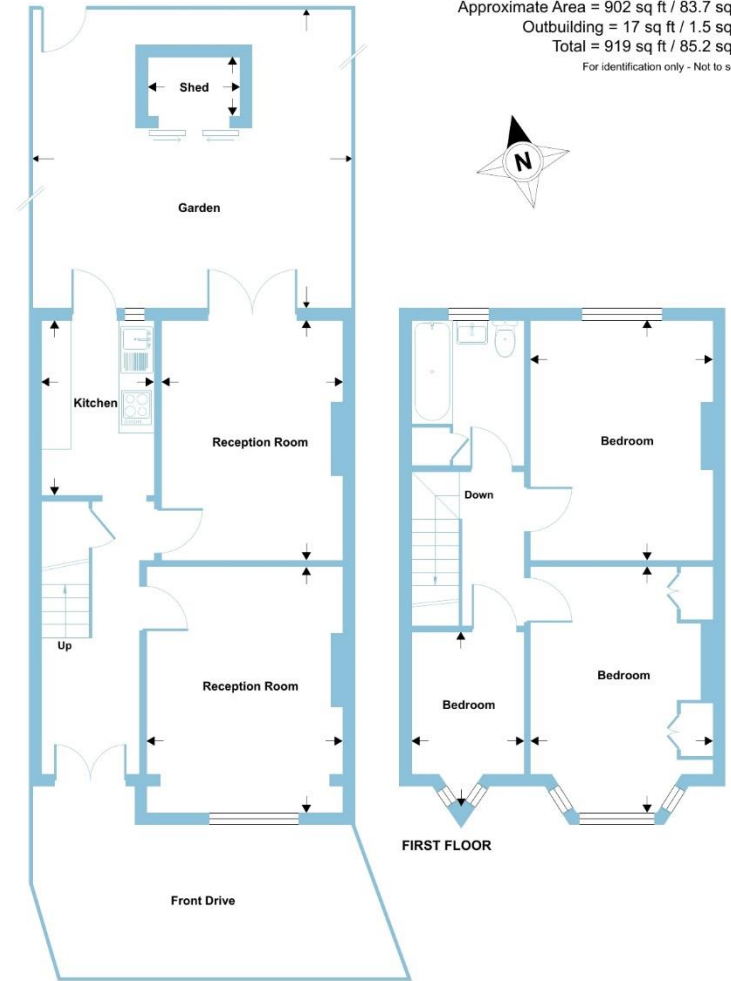 Approximate Area = 902 sq ft / 83.7 sq
Outbuilding = 17 sq ft / 1.5 sq
Total = 919 sq ft / 85.2 sq
For identification only - Not to s
Shed
N
Garden
Kitchen
Reception Room
Bedroom
Down
Up
Reception Room
Bedroom
Bedroom
FIRST FLOOR
Front Drive